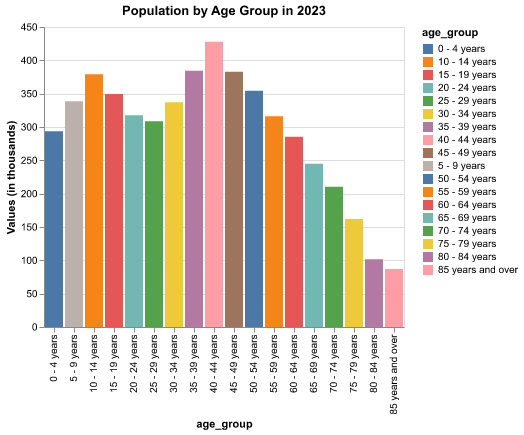 Population by Age Group in 2023
Values (in thousands)
450
400
350
300
250
200
150
100
50
0
0 - 4 years
5 - 9 years
10 - 14 years
15 - 19 years
20 - 24 years
25 - 29 years
30 - 34 years
35 - 39 years
40 - 44 years
45 - 49 years
50 - 54 years
55 - 59 years
60 - 64 years
65 - 69 years
70 - 74 years
75 - 79 years
80 - 84 years
85 years and over
age_group
age_group
0 - 4 years
10 - 14 years
15 - 19 years
20 - 24 years
25 - 29 years
30 - 34 years
35 - 39 years
40 - 44 years
45 - 49 years
5 - 9 years
50 - 54 years
55 - 59 years
60 - 64 years
65 - 69 years
70 - 74 years
75 - 79 years
80 - 84 years
85 years and over